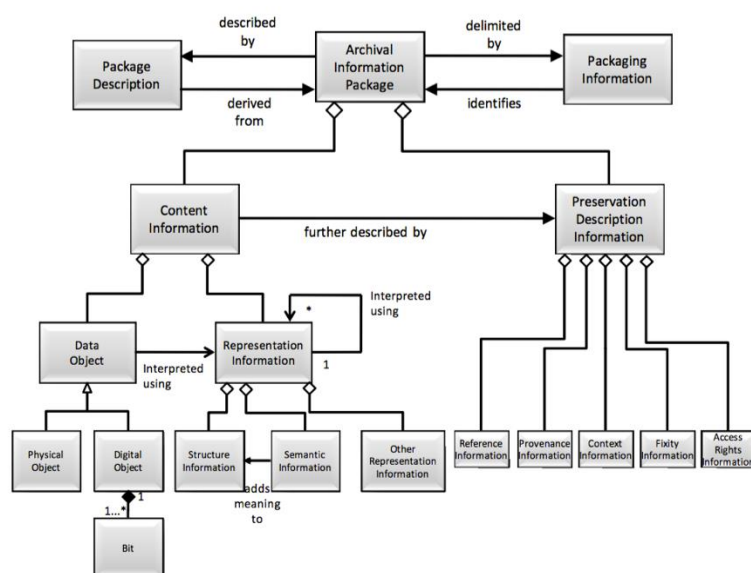 described
by
Archival
Information
Package
delimited
by
Package
Description
Packaging
Information
derived
from
identifies
Content
Information
Preservation
Description
Information
further described by
Interpreted
using
*
Data
Object
Representation
Information
Interpreted
using
1
Physical
Object
Digital
Object
Structure
Information
Semantic
Information
Other
Representation
Information
Reference
Information
Provenance
Information
Context
Information
Fixity
Information
Access
Rights
Information
adds
meaning
to
1
1...*
Bit